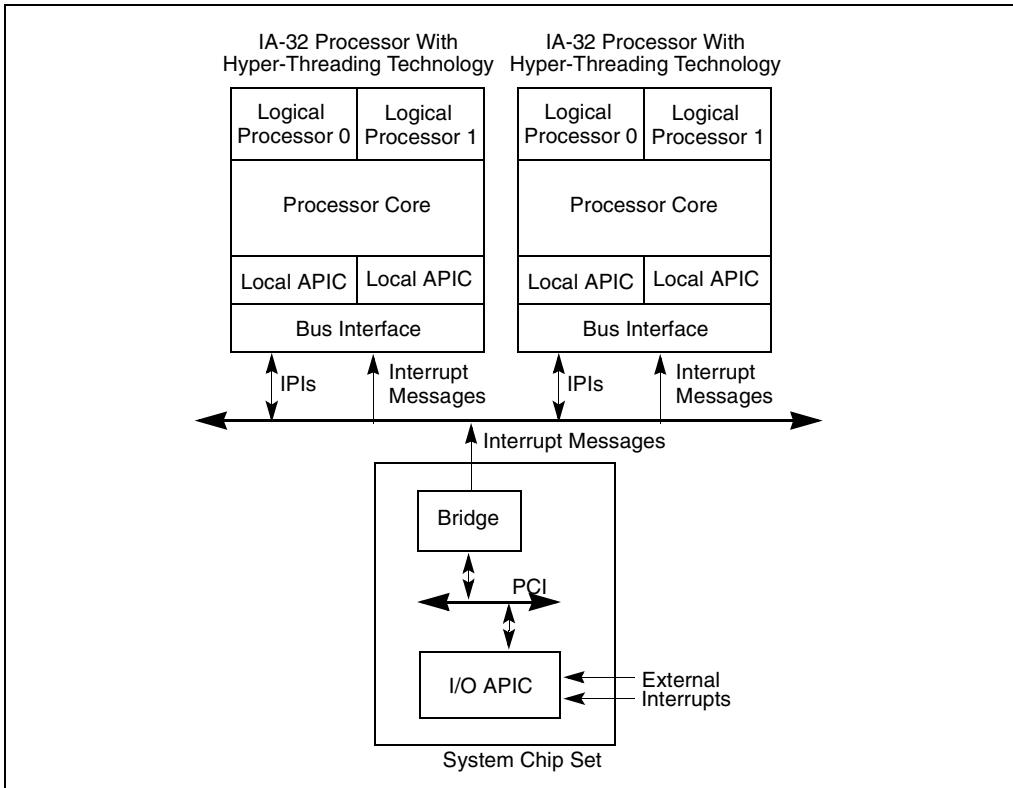 IA-32 Processor With
Hyper-Threading Technology
IA-32 Processor With
Hyper-Threading Technology
Logical
Processor 0
Logical
Processor 1
Logical
Processor 0
Logical
Processor 1
Processor Core
Processor Core
Local APIC
Local APIC
Local APIC
Local APIC
Bus Interface
Bus Interface
IPIs
Interrupt
Messages
IPIs
Interrupt
Messages
Interrupt Messages
Bridge
PCI
I/O APIC
External
Interrupts
System Chip Set